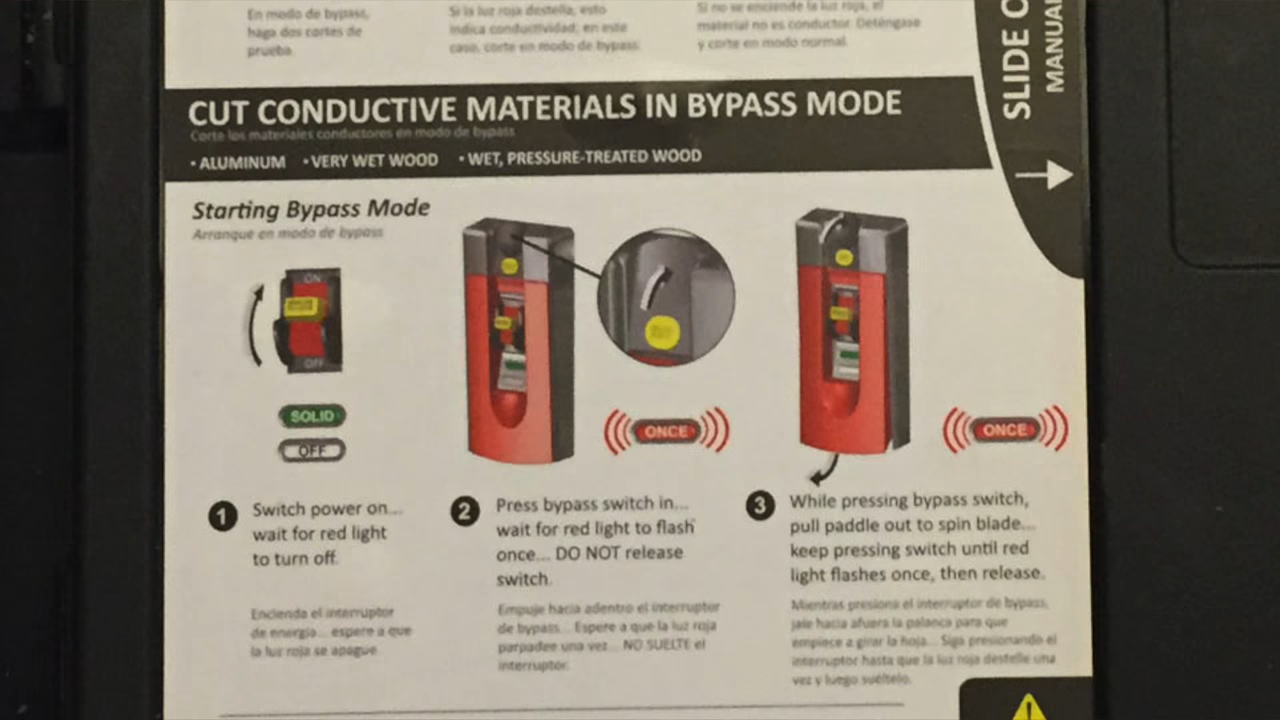 En modo de bypass,
haga dos cortes de
prueba.
Si la luz roja destella, esto
indica conductividad; en este
caso, corte en modo de bypass.
Si no se enciende la luz roja, el
material no es conductor. Deténgase
y corte en modo normal.
SLIDE
MANUAL
CUT CONDUCTIVE MATERIALS IN BYPASS MODE
Corte los materiales conductores en modo de bypass
• ALUMINUM • VERY WET WOOD • WET, PRESSURE-TREATED WOOD
Starting Bypass Mode
Arranque en modo de bypass
ON
OFF
SOLID
OFF
ONCE
ONCE
1 Switch power on...
wait for red light
to turn off.
Encienda el interruptor
de energía... espere a que
la luz roja se apague.
2 Press bypass switch in...
wait for red light to flash
once... DO NOT release
switch.
Empuje hacia adentro el interruptor
de bypass... Espere a que la luz roja
parpadee una vez... NO SUELTE el
interruptor.
3 While pressing bypass switch,
pull paddle out to spin blade...
keep pressing switch until red
light flashes once, then release.
Mientras presiona el interruptor de bypass,
jale hacia afuera la palanca para que
empiece a girar la hoja... Siga presionando el
interruptor hasta que la luz roja destelle una
vez y luego suéltelo.